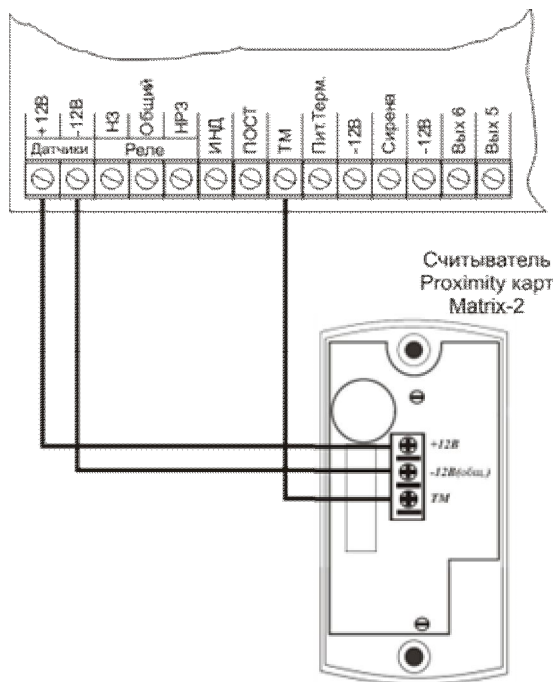 +12В
-12В
НЗ
Общий
НРЗ
ИНД
ПОСТ
ТМ
Пит.Терм.
-12В
Сирена
-12В
Вых 6
Вых 5
Датчики
Реле
Считыватель
Proximity карт
Matrix-2
+12В
-12В(общ.)
ТМ